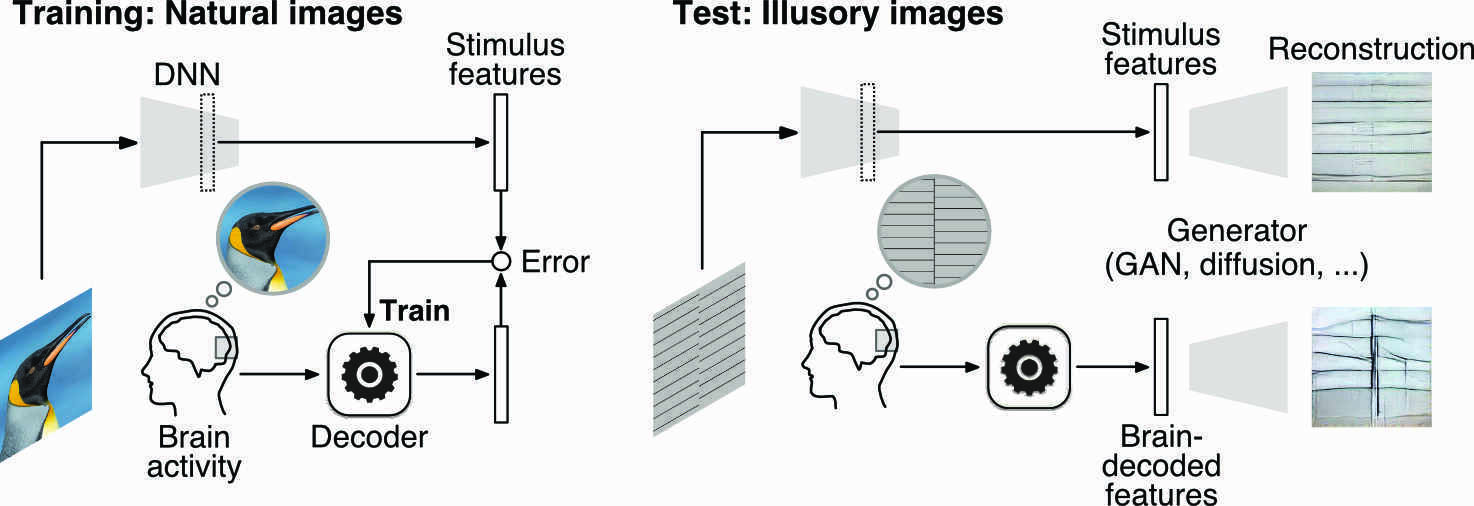 Training: Natural images
DNN
Stimulus
features
Error
Train
Brain
activity
Decoder
Test: Illusory images
Stimulus
features
Reconstruction
Generator
(GAN, diffusion, ...)
Brain-
decoded
features